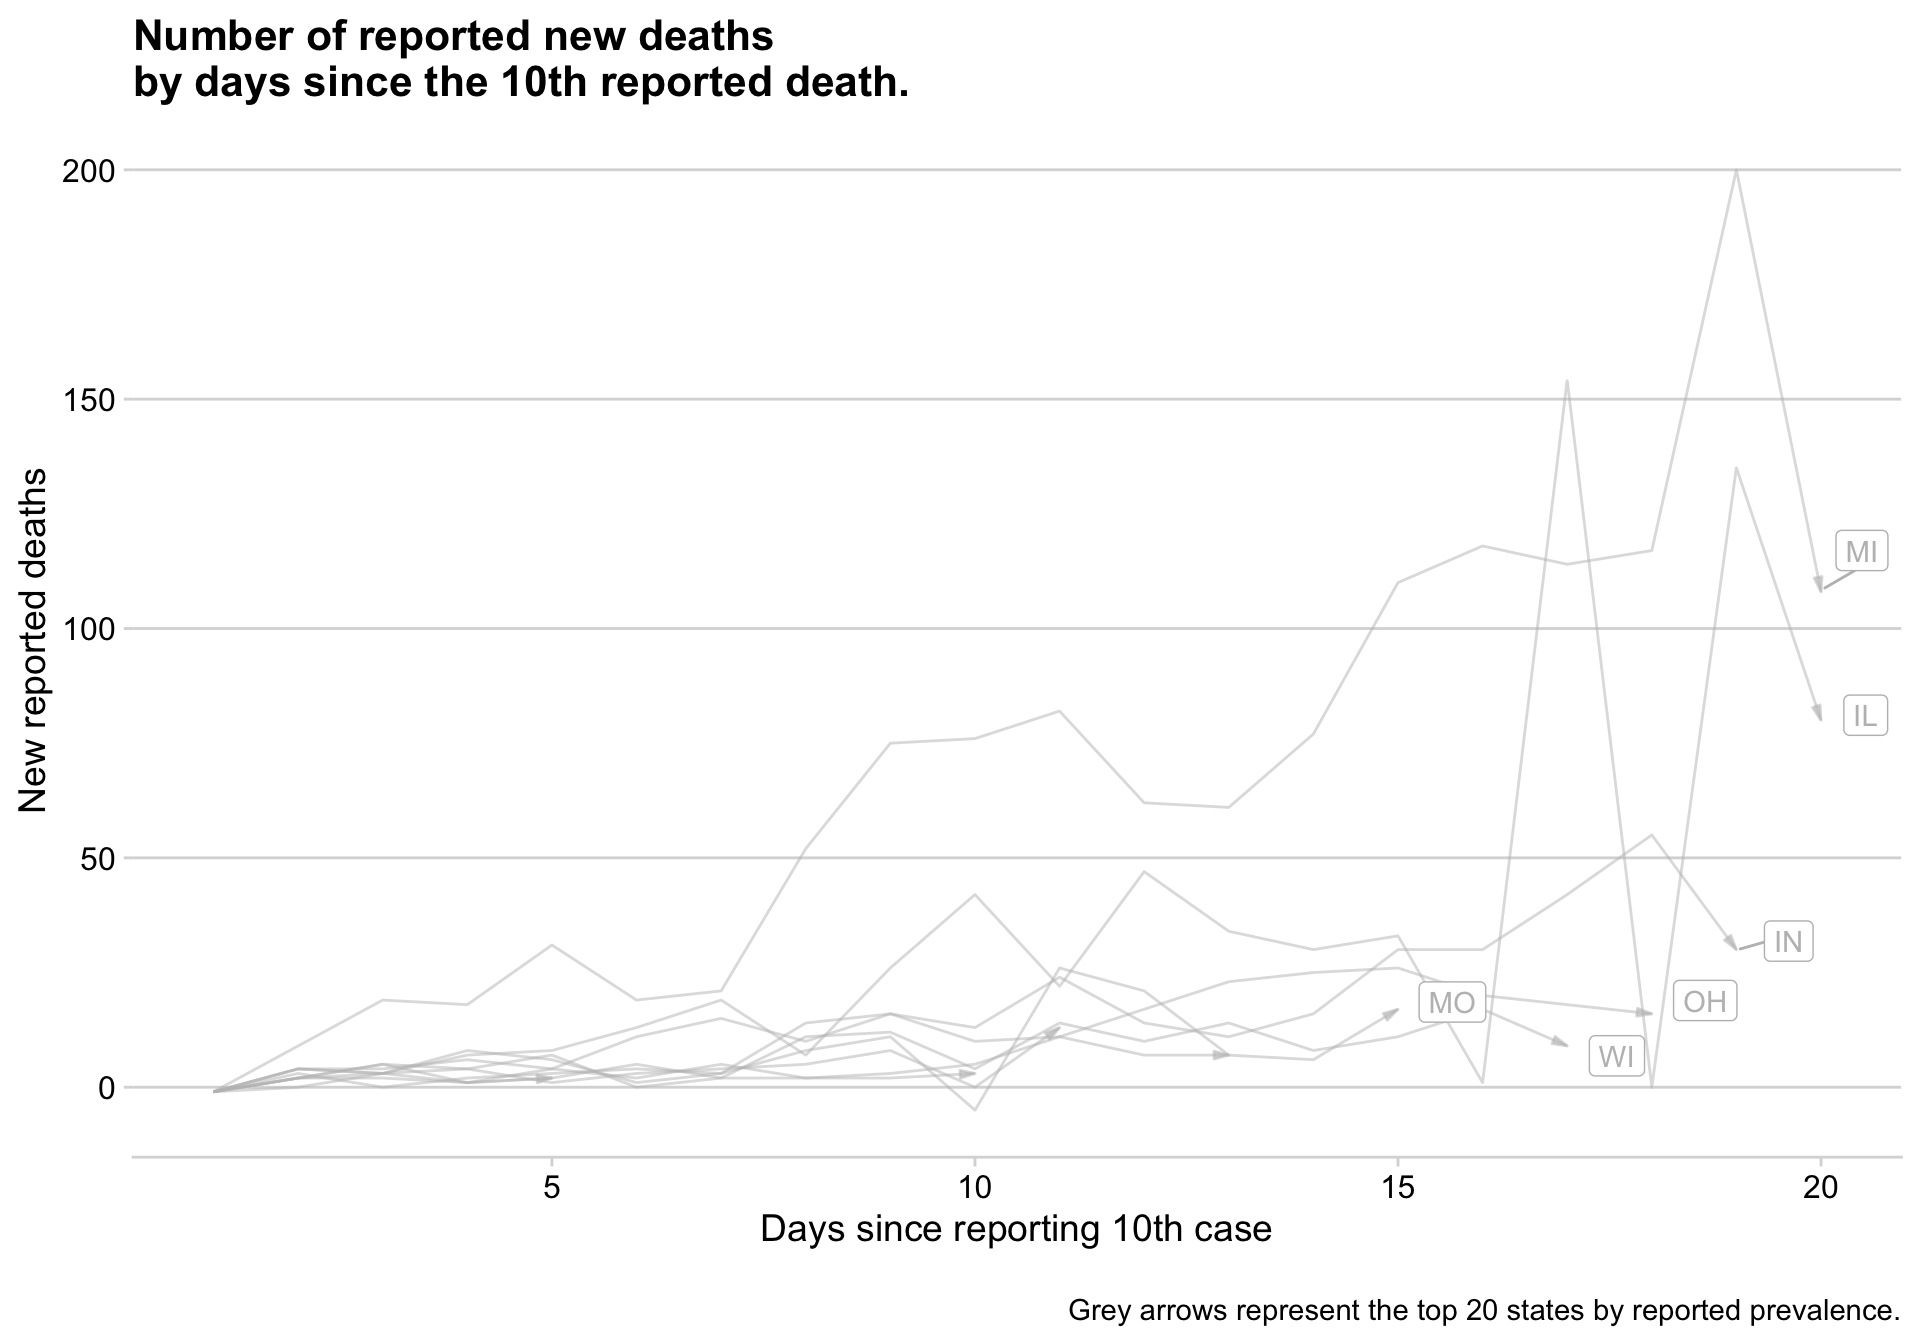 Number of reported new deaths
by days since the 10th reported death.
200
150
100
50
0
New reported deaths
MI
IL
IN
OH
MO
WI
5
10
15
20
Days since reporting 10th case
Grey arrows represent the top 20 states by reported prevalence.